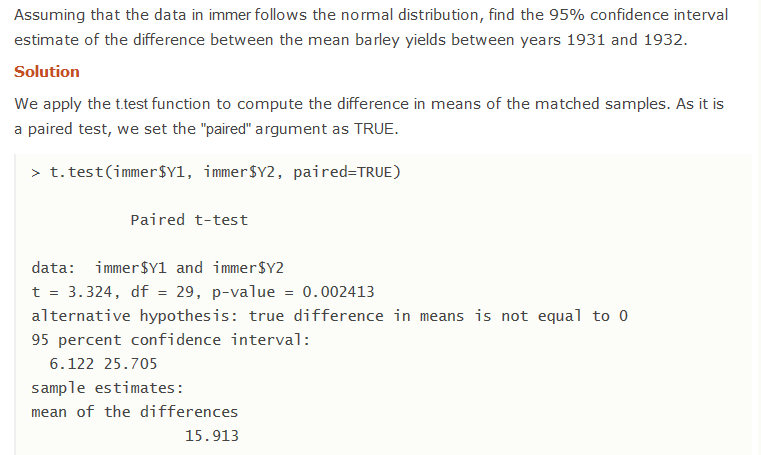 Assuming that the data in immer follows the normal distribution, find the 95% confidence interval
estimate of the difference between the mean barley yields between years 1931 and 1932.
Solution
We apply the t.test function to compute the difference in means of the matched samples. As it is
a paired test, we set the "paired" argument as TRUE.
> t.test(immer$Y1, immer$Y2, paired=TRUE)
Paired t-test
data:  immer$Y1 and immer$Y2
t = 3.324, df = 29, p-value = 0.002413
alternative hypothesis: true difference in means is not equal to 0
95 percent confidence interval:
6.122 25.705
sample estimates:
mean of the differences
15.913